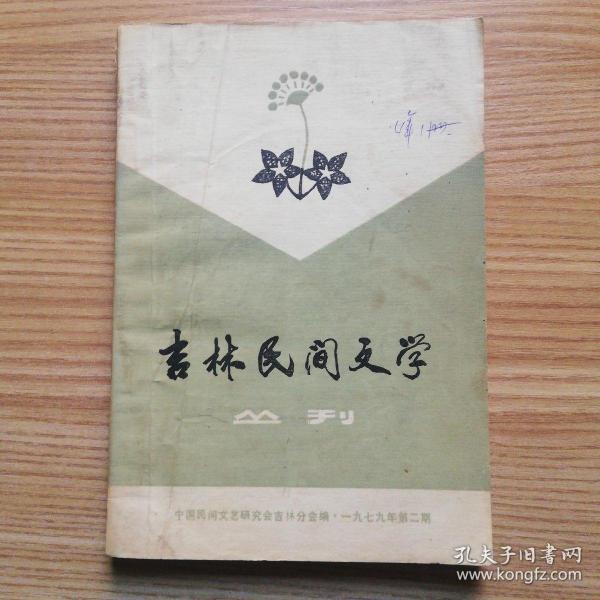 吉林民间文学
丛刊
中国民间文艺研究会吉林分会编·一九七九年第二期
孔夫子旧书网
www.kongfz.com